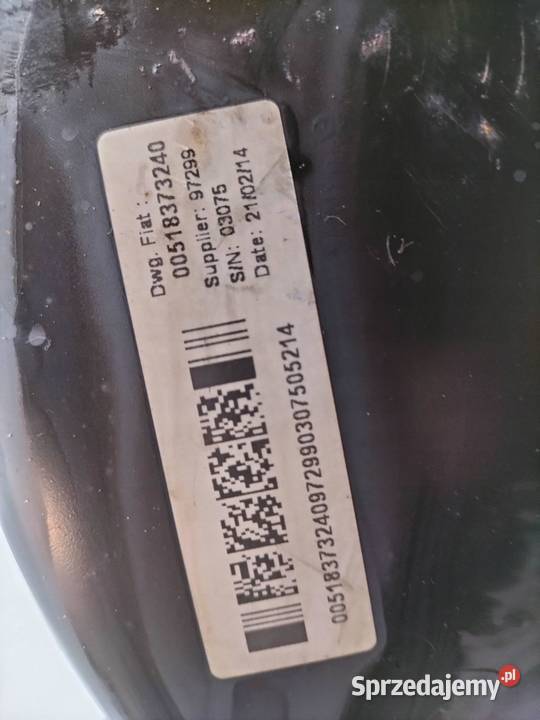 Dwg. Fiat :
00518373240
Supplier: 97299
S/N: 03075
Date: 21/02/14
00518373240972990307505214
Sprzedajemy.pl